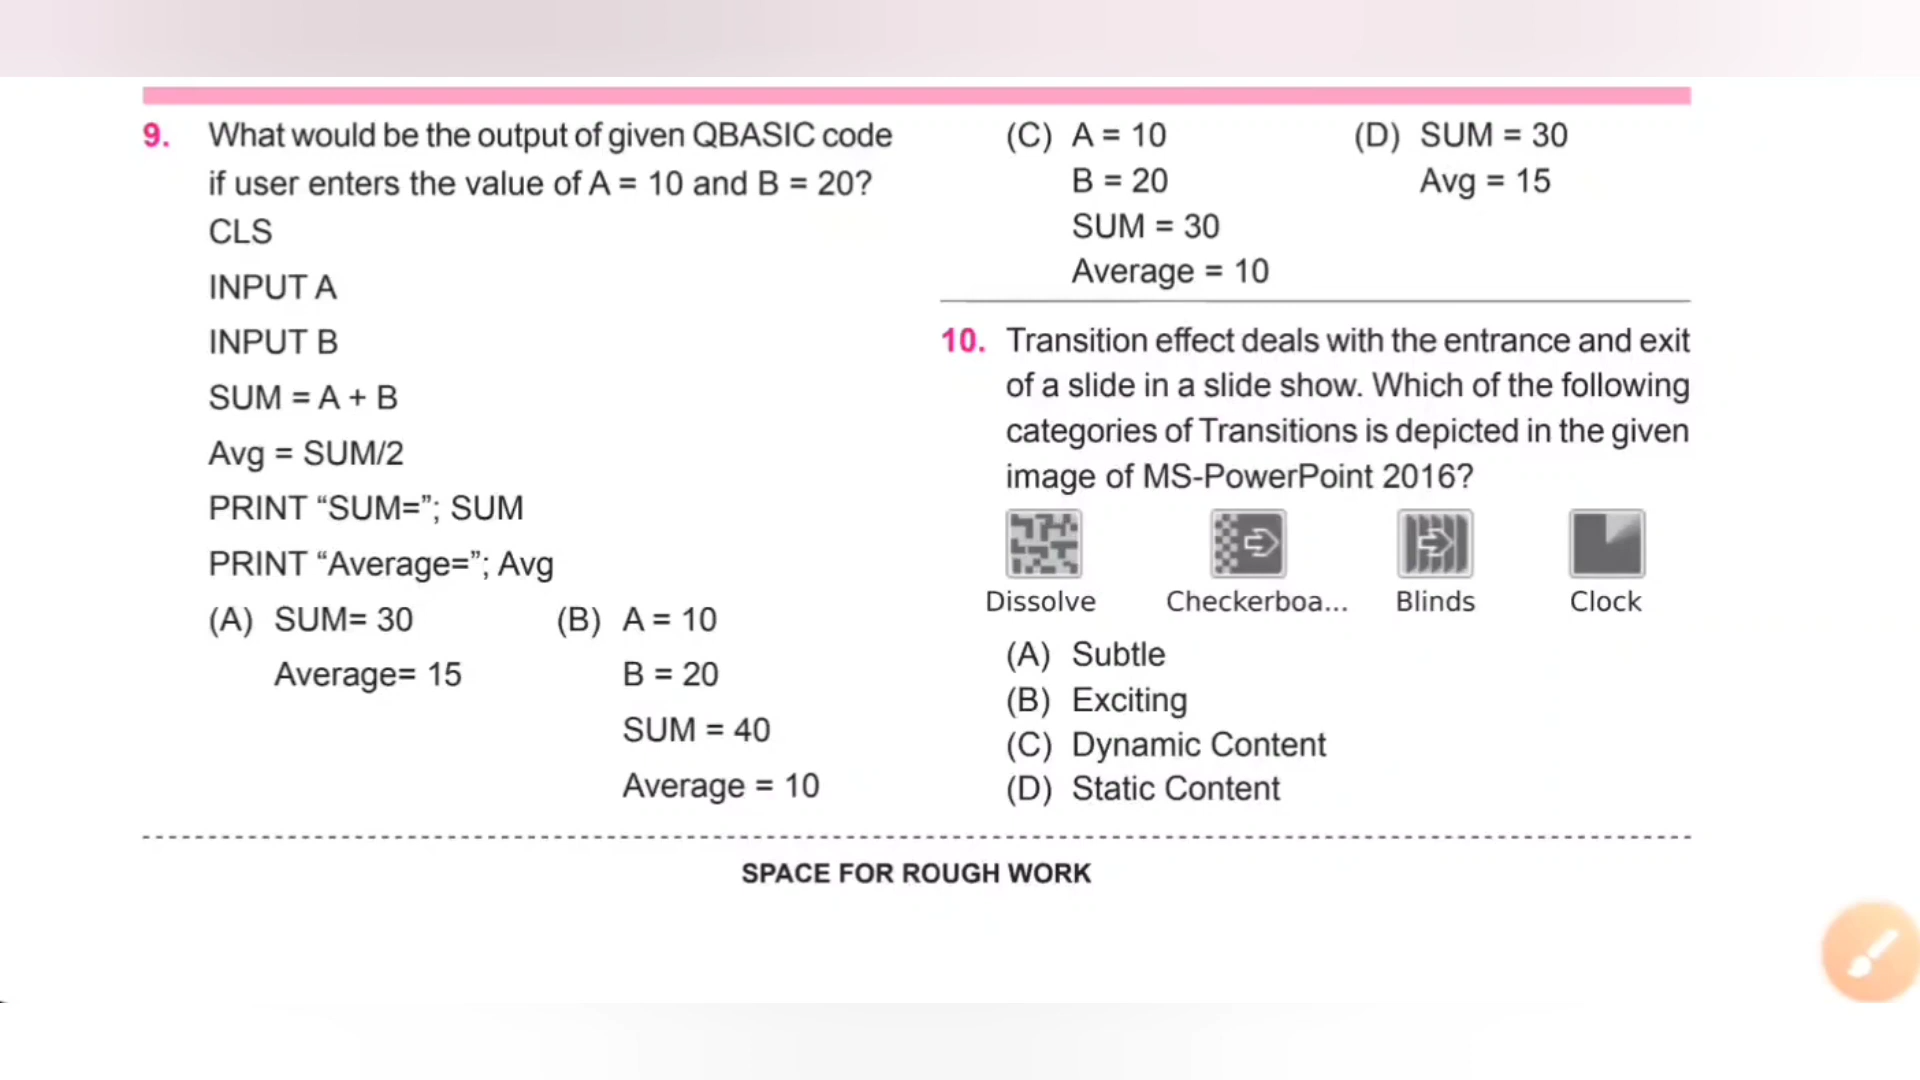 9. What would be the output of given QBASIC code
if user enters the value of A = 10 and B = 20?
CLS
INPUT A
INPUT B
SUM = A + B
Avg = SUM/2
PRINT “SUM=”; SUM
PRINT “Average=”; Avg
(A) SUM= 30
Average= 15
(B) A = 10
B = 20
SUM = 40
Average = 10
(C) A = 10
B = 20
SUM = 30
Average = 10
(D) SUM = 30
Avg = 15
10. Transition effect deals with the entrance and exit
of a slide in a slide show. Which of the following
categories of Transitions is depicted in the given
image of MS-PowerPoint 2016?
Dissolve Checkerboa... Blinds Clock
(A) Subtle
(B) Exciting
(C) Dynamic Content
(D) Static Content
SPACE FOR ROUGH WORK